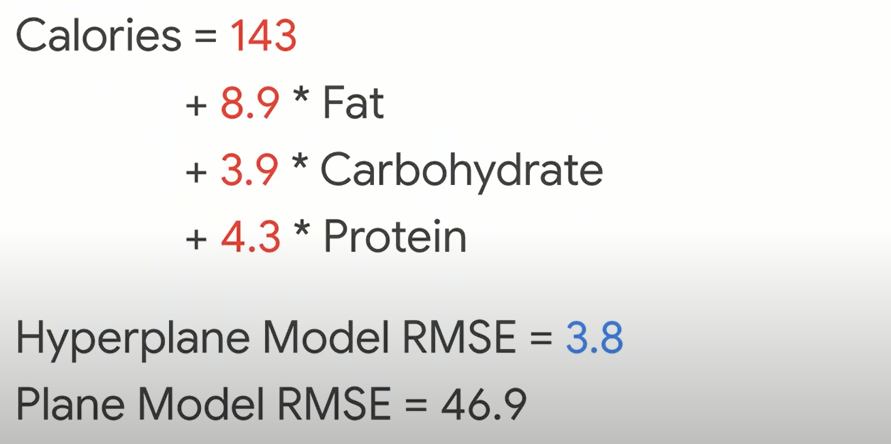 Calories = 143
+ 8.9 * Fat
+ 3.9 * Carbohydrate
+ 4.3 * Protein
Hyperplane Model RMSE = 3.8
Plane Model RMSE = 46.9